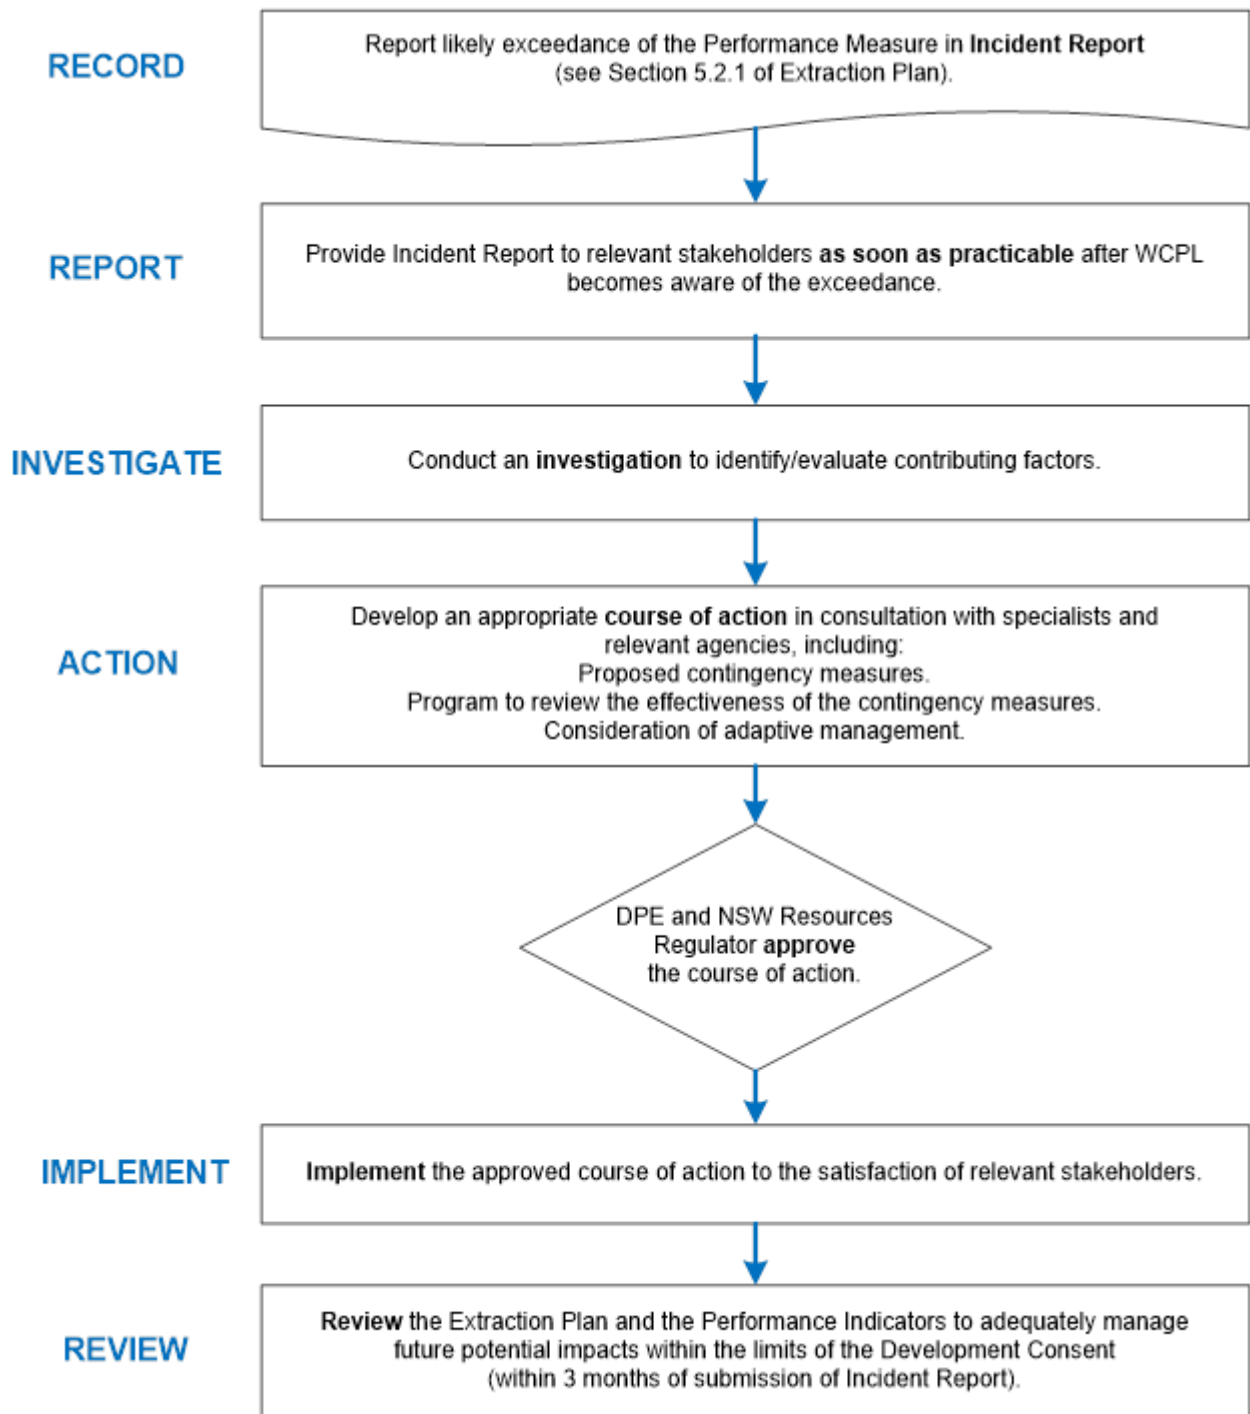 RECORD
Report likely exceedance of the Performance Measure in Incident Report
(see Section 5.2.1 of Extraction Plan).
REPORT
Provide Incident Report to relevant stakeholders as soon as practicable after WCPL
becomes aware of the exceedance.
INVESTIGATE
Conduct an investigation to identify/evaluate contributing factors.
ACTION
Develop an appropriate course of action in consultation with specialists and
relevant agencies, including:
Proposed contingency measures.
Program to review the effectiveness of the contingency measures.
Consideration of adaptive management.
DPE and NSW Resources
Regulator approve
the course of action.
IMPLEMENT
Implement the approved course of action to the satisfaction of relevant stakeholders.
REVIEW
Review the Extraction Plan and the Performance Indicators to adequately manage
future potential impacts within the limits of the Development Consent
(within 3 months of submission of Incident Report).